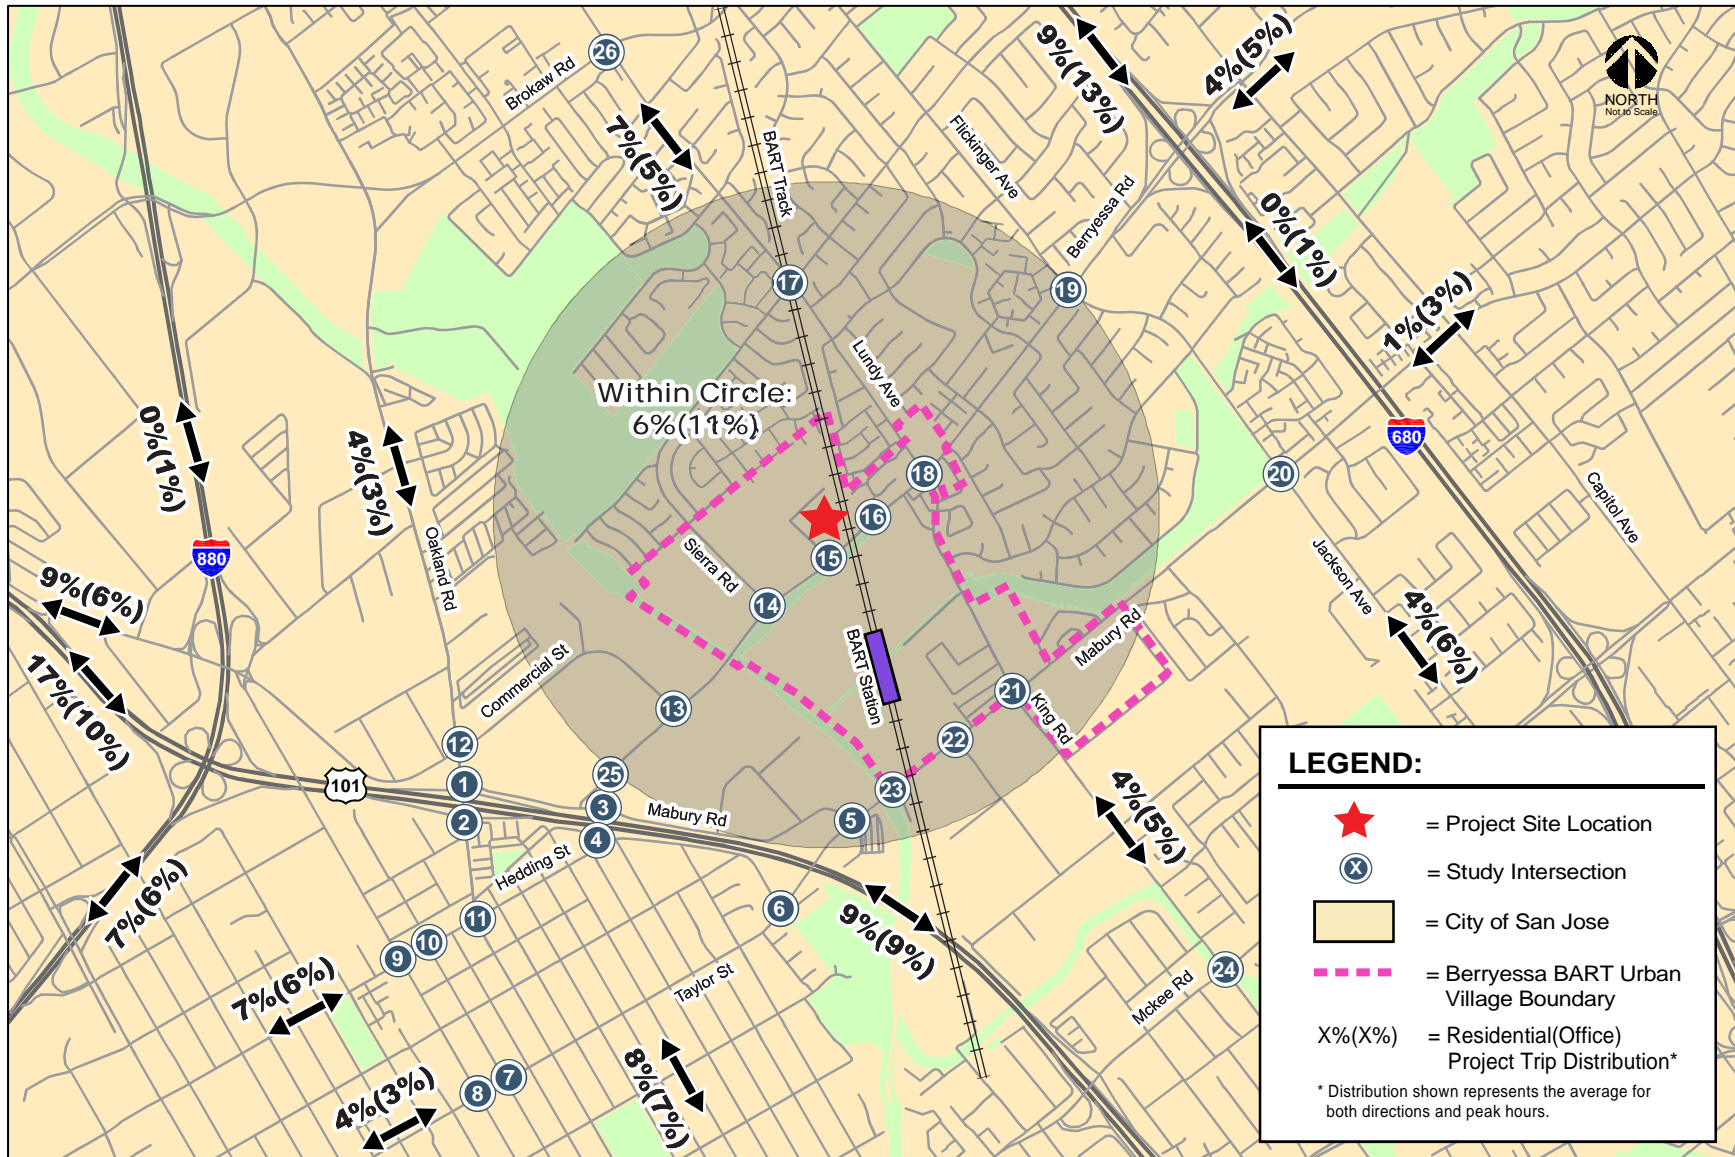 26
Brokaw Rd
7%(5%)
BART Track
9%(13%)
4%(5%)
NORTH
Not to Scale
Flickinger Ave
Berryessa Rd
0%(1%)
17
19
1%(3%)
Lundy Ave
Within Circle:
6%(11%)
0%(1%)
4%(3%)
680
18
20
Capitol Ave
16
Oakland Rd
880
Sierra Rd
15
Jackson Ave
9%(6%)
14
4%(6%)
Mabury Rd
BART Station
17%(10%)
Commercial St
13
21
King Rd
12
22
1
101
25
23
3
Mabury Rd
2
5
4
4%(5%)
Hedding St
7%(6%)
11
6
10
9
9%(9%)
24
7%(6%)
Taylor St
Mckee Rd
8%(7%)
7
8
4%(3%)
LEGEND:
= Project Site Location
X
= Study Intersection
= City of San Jose
= Berryessa BART Urban
Village Boundary
X%(X%) = Residential(Office)
Project Trip Distribution*
* Distribution shown represents the average for
both directions and peak hours.